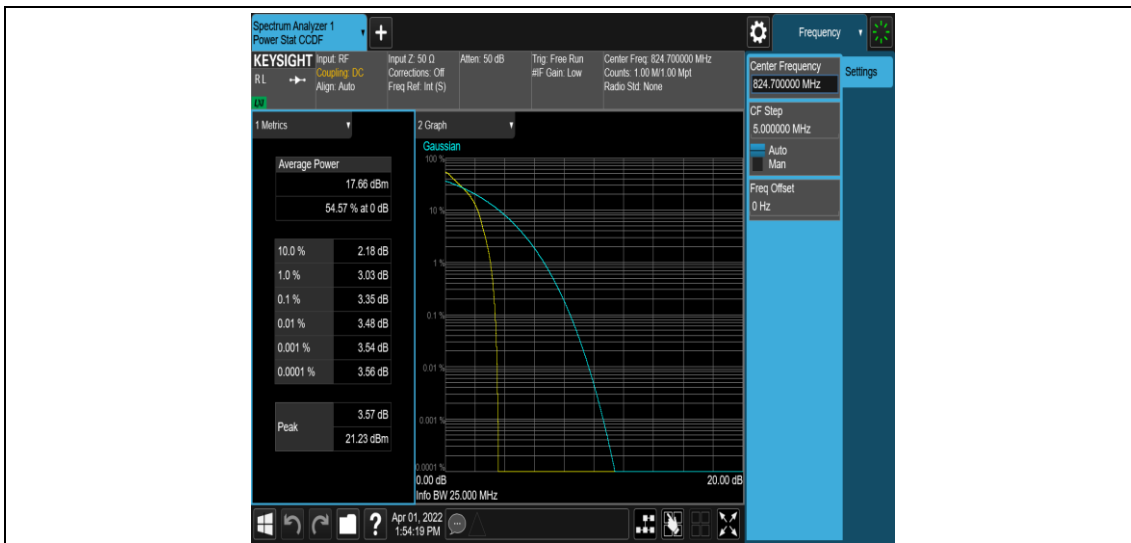 Spectrum Analyzer 1
Power Stat CCDF
+
Frequency
KEYSIGHT
RL
LXI
Input: RF
Coupling: DC
Align: Auto
Input Z: 50 Ω
Corrections: Off
Freq Ref: Int (S)
Atten: 50 dB
Trig: Free Run
#IF Gain: Low
Center Freq: 824.700000 MHz
Counts: 1.00 M/1.00 Mpt
Radio Std: None
Center Frequency
824.700000 MHz
Settings
CF Step
5.000000 MHz
Auto
Man
Freq Offset
0 Hz
1 Metrics
Average Power
17.66 dBm
54.57 % at 0 dB
10.0 % 2.18 dB
1.0 % 3.03 dB
0.1 % 3.35 dB
0.01 % 3.48 dB
0.001 % 3.54 dB
0.0001 % 3.56 dB
Peak
3.57 dB
21.23 dBm
2 Graph
Gaussian
100 %
10 %
1 %
0.1 %
0.01 %
0.001 %
0.0001 %
0.00 dB 20.00 dB
Info BW 25.000 MHz
?
Apr 01, 2022
1:54:19 PM